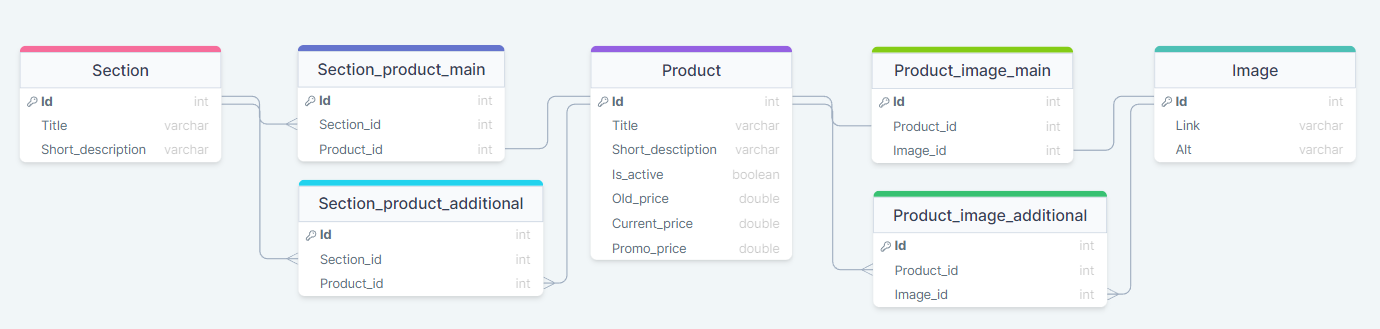 Section
Id int
Title varchar
Short_description varchar
Section_product_main
Id int
Section_id int
Product_id int
Section_product_additional
Id int
Section_id int
Product_id int
Product
Id int
Title varchar
Short_desctiption varchar
Is_active boolean
Old_price double
Current_price double
Promo_price double
Product_image_main
Id int
Product_id int
Image_id int
Product_image_additional
Id int
Product_id int
Image_id int
Image
Id int
Link varchar
Alt varchar